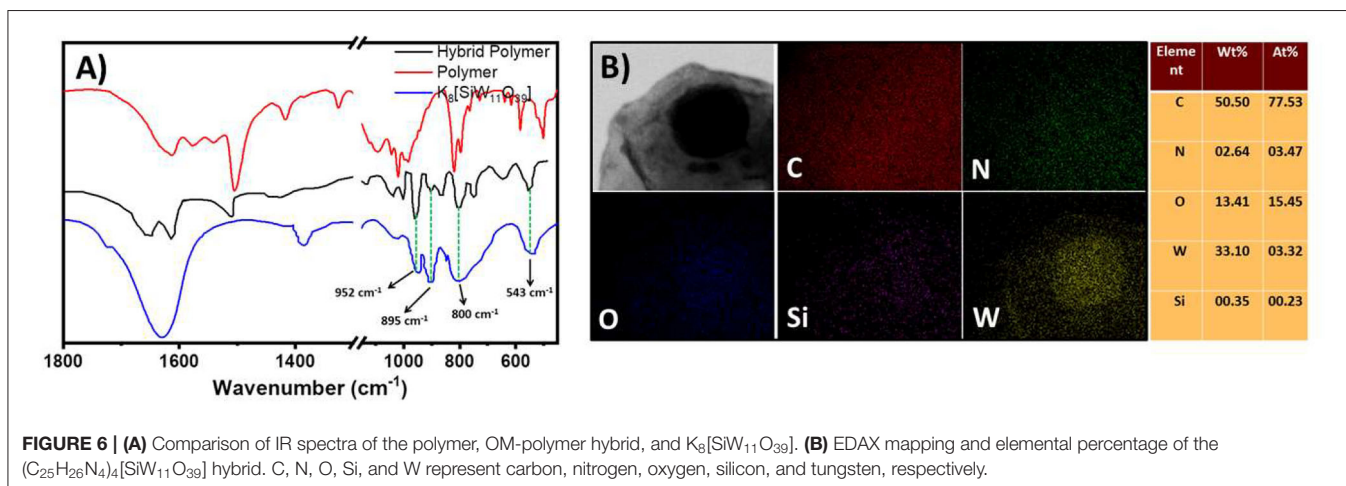 A)
Hybrid Polymer
Polymer
K₈[SiW₁₁O₃₉]
952 cm⁻¹
895 cm⁻¹
800 cm⁻¹
543 cm⁻¹
1800 1600 1400 1000 800 600
Wavenumber (cm⁻¹)
B)
C
N
O
Si
W
Eleme
nt Wt% At%
C 50.50 77.53
N 02.64 03.47
O 13.41 15.45
W 33.10 03.32
Si 00.35 00.23
FIGURE 6 | (A) Comparison of IR spectra of the polymer, OM-polymer hybrid, and K₈[SiW₁₁O₃₉]. (B) EDAX mapping and elemental percentage of the
(C₂₅H₂₆N₄)₄[SiW₁₁O₃₉] hybrid. C, N, O, Si, and W represent carbon, nitrogen, oxygen, silicon, and tungsten, respectively.